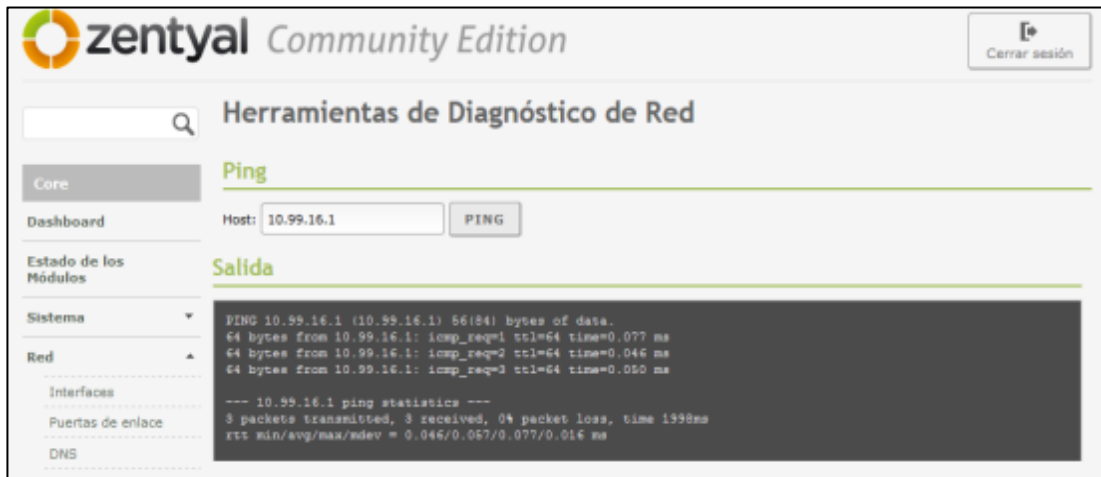 zentyal Community Edition
Cerrar sesión
Herramientas de Diagnóstico de Red
Core
Dashboard
Estado de los
Módulos
Sistema
Red
Interfaces
Puertas de enlace
DNS
Ping
Host: 10.99.16.1 PING
Salida
PING 10.99.16.1 (10.99.16.1) 56(84) bytes of data.
64 bytes from 10.99.16.1: icmp_req=1 ttl=64 time=0.077 ms
64 bytes from 10.99.16.1: icmp_req=2 ttl=64 time=0.046 ms
64 bytes from 10.99.16.1: icmp_req=3 ttl=64 time=0.050 ms
--- 10.99.16.1 ping statistics ---
3 packets transmitted, 3 received, 0% packet loss, time 1998ms
rtt min/avg/max/mdev = 0.046/0.057/0.077/0.016 ms